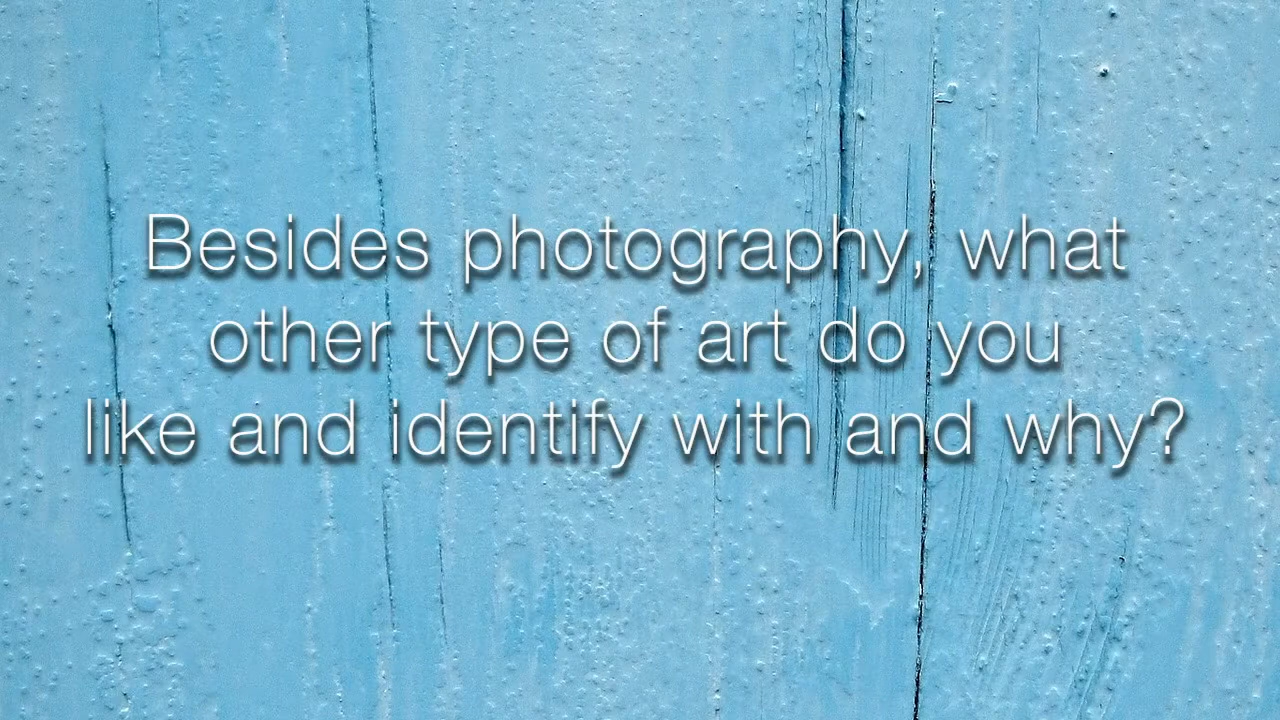 Besides photography, what
other type of art do you
like and identify with and why?